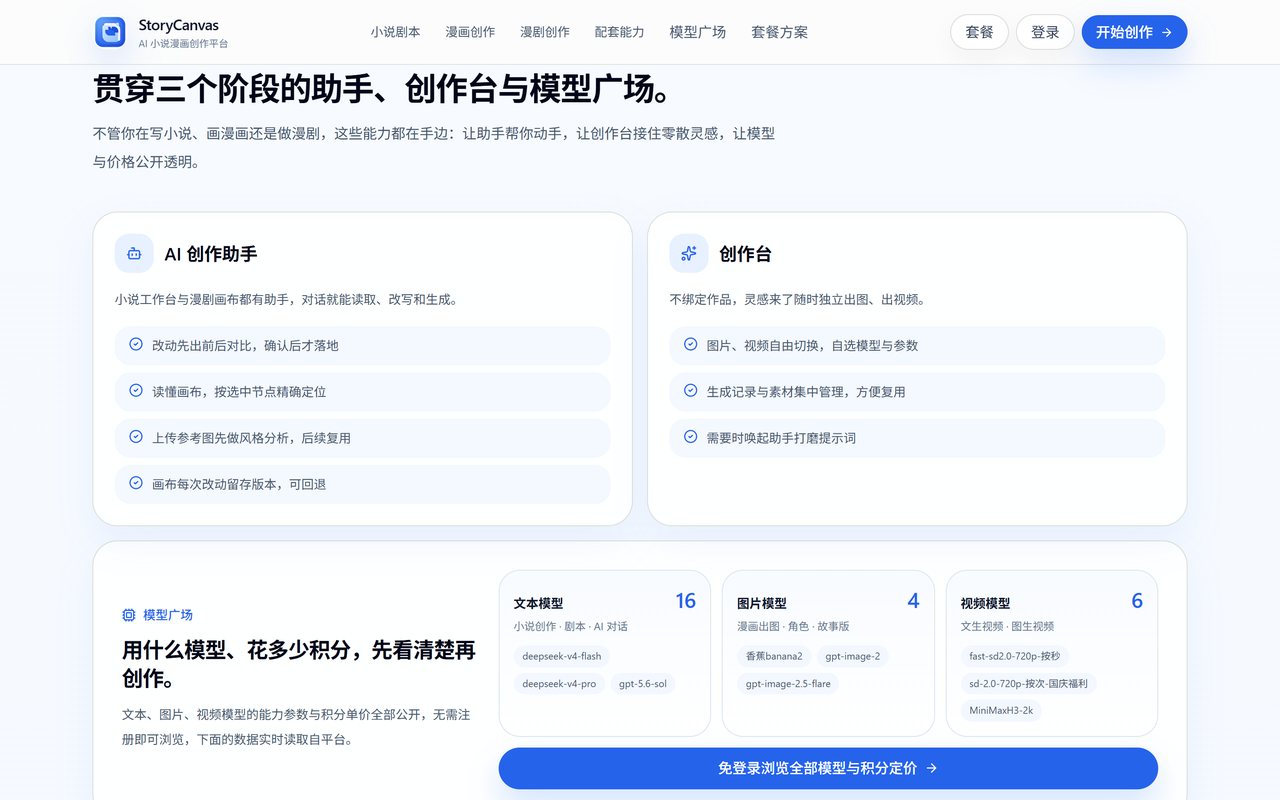 StoryCanvas
AI 小说漫画创作平台
小说剧本
漫画创作
漫剧创作
配套能力
模型广场
套餐方案
套餐
登录
开始创作
贯穿三个阶段的助手、创作台与模型广场。
不管你在写小说、画漫画还是做漫剧，这些能力都在手边：让助手帮你动手，让创作台接住零散灵感，让模型
与价格公开透明。
AI 创作助手
小说工作台与漫剧画布都有助手，对话就能读取、改写和生成。
改动先出前后对比，确认后才落地
读懂画布，按选中节点精确定位
上传参考图先做风格分析，后续复用
画布每次改动留存版本，可回退
创作台
不绑定作品，灵感来了随时独立出图、出视频。
图片、视频自由切换，自选模型与参数
生成记录与素材集中管理，方便复用
需要时唤起助手打磨提示词
模型广场
用什么模型、花多少积分，先看清楚再
创作。
文本、图片、视频模型的能力参数与积分单价全部公开，无需注
册即可浏览，下面的数据实时读取自平台。
文本模型
16
小说创作 · 剧本 · AI 对话
deepseek-v4-flash
deepseek-v4-pro
gpt-5.6-sol
图片模型
4
漫画出图 · 角色 · 故事版
香蕉banana2
gpt-image-2
gpt-image-2.5-flare
视频模型
6
文生视频 · 图生视频
fast-sd2.0-720p-按秒
sd-2.0-720p-按次-国庆福利
MiniMaxH3-2k
免登录浏览全部模型与积分定价